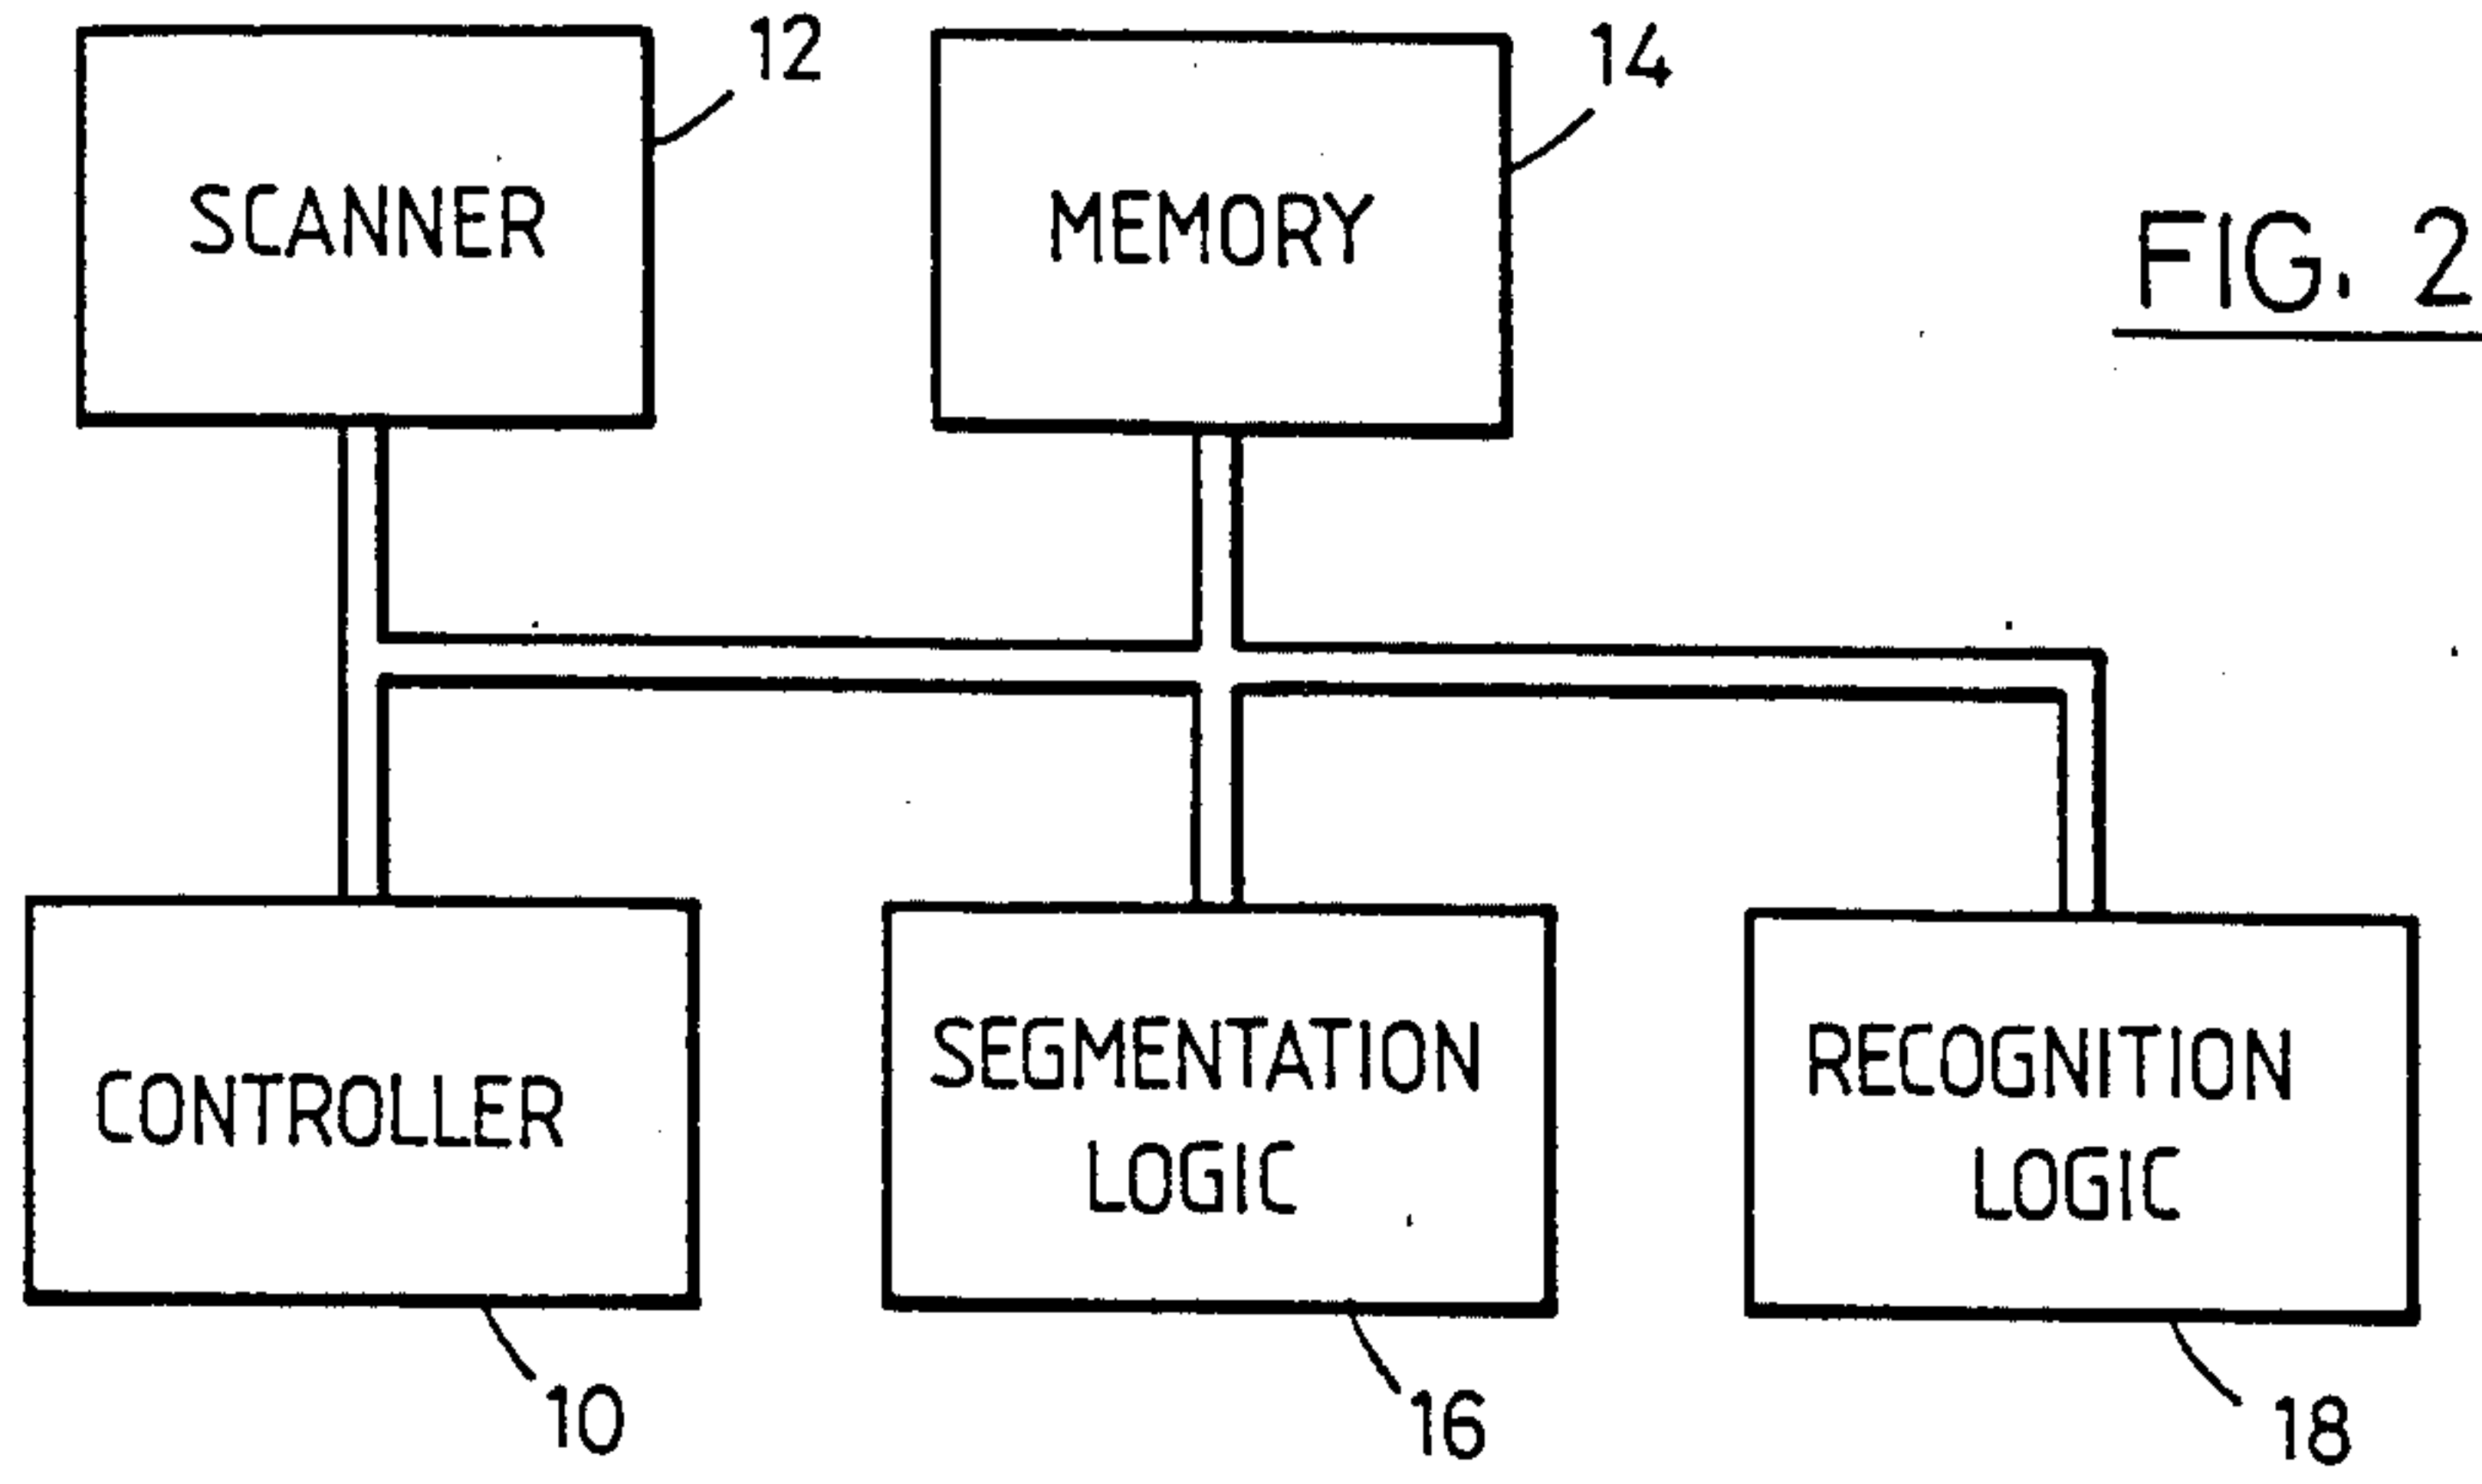 12
14
SCANNER
MEMORY
FIG. 2
CONTROLLER
SEGMENTATION
LOGIC
RECOGNITION
LOGIC
10
16
18